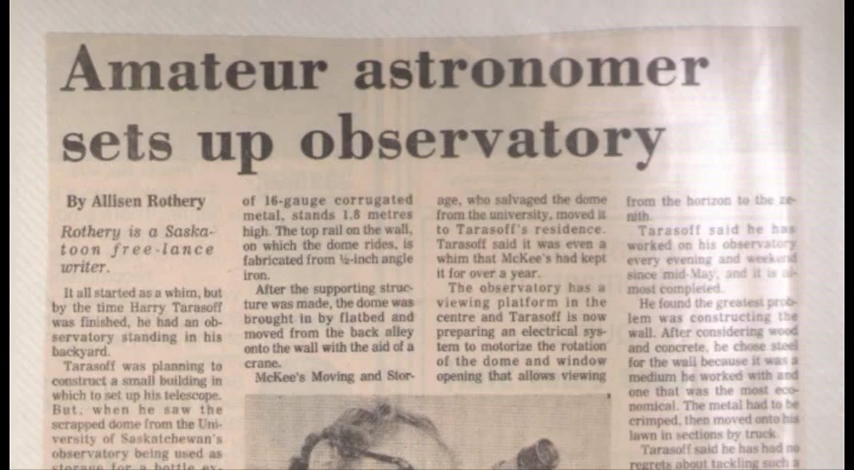 Amateur astronomer
sets up observatory
By Allisen Rothery
Rothery is a Saska-
toon free-lance
writer.
It all started as a whim, but
by the time Harry Tarasoff
was finished, he had an ob-
servatory standing in his
backyard.
Tarasoff was planning to
construct a small building in
which to set up his telescope.
But, when he saw the
scrapped dome from the Uni-
versity of Saskatchewan's
observatory being used as
storage for a bottle ex-
of 16-gauge corrugated
metal, stands 1.8 metres
high. The top rail on the wall,
on which the dome rides, is
fabricated from ½-inch angle
iron.
After the supporting struc-
ture was made, the dome was
brought in by flatbed and
moved from the back alley
onto the wall with the aid of a
crane.
McKee's Moving and Stor-
age, who salvaged the dome
from the university, moved it
to Tarasoff's residence.
Tarasoff said it was even a
whim that McKee's had kept
it for over a year.
The observatory has a
viewing platform in the
centre and Tarasoff is now
preparing an electrical sys-
tem to motorize the rotation
of the dome and window
opening that allows viewing
from the horizon to the ze-
nith.
Tarasoff said he has
worked on his observatory
every evening and weekend
since mid-May, and it is al-
most completed.
He found the greatest prob-
lem was constructing the
wall. After considering wood
and concrete, he chose steel
for the wall because it was a
medium he worked with and
one that was the most eco-
nomical. The metal had to be
crimped, then moved onto his
lawn in sections by truck.
Tarasoff said he has had no
regrets about tackling such a